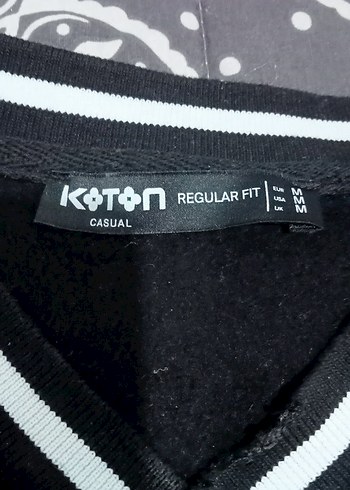 KOTON
CASUAL
REGULAR FIT
EUR M
USA M
UK M